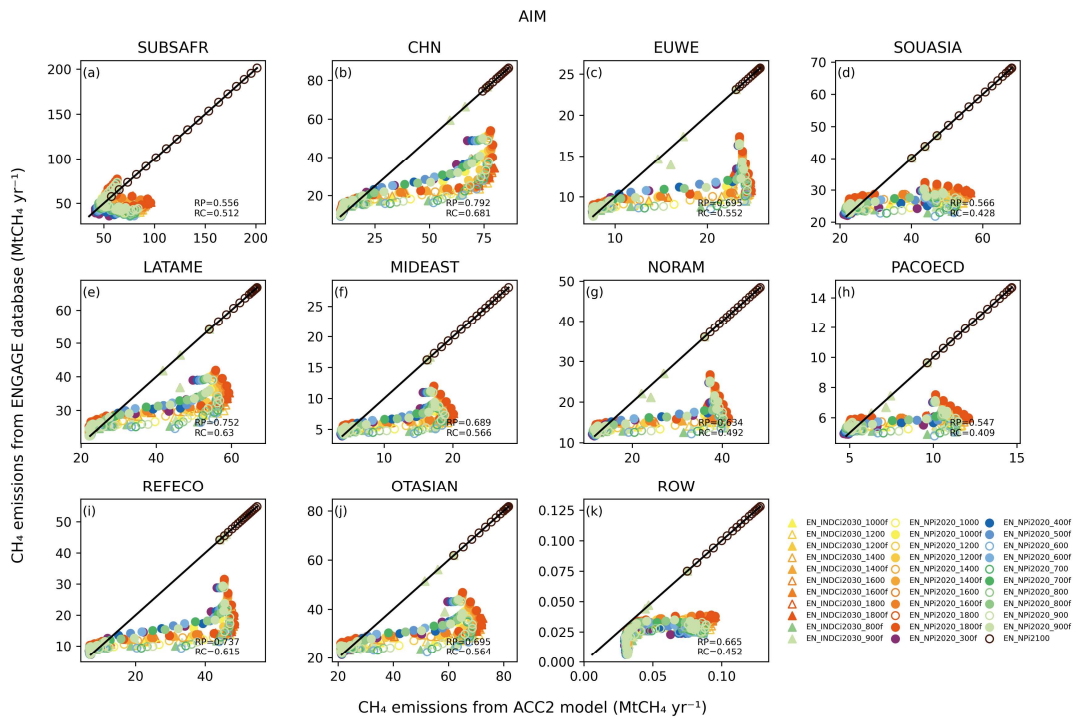 AIM
SUBSAFR
CHN
EUWE
SOUASIA
(a)
(b)
(c)
(d)
200
150
100
50
80
60
40
20
25
20
15
10
70
60
50
40
30
20
RP=0.556
RC=0.512
RP=0.792
RC=0.681
RP=0.695
RC=0.552
RP=0.566
RC=0.428
50 100 150 200
25 50 75
10 20
20 40 60
LATAME
MIDEAST
NORAM
PACOECD
(e)
(f)
(g)
(h)
60
50
40
30
25
20
15
10
5
50
40
30
20
10
14
12
10
8
6
RP=0.752
RC=0.63
RP=0.689
RC=0.566
RP=0.634
RC=0.492
RP=0.547
RC=0.409
20 40 60
10 20
20 40
5 10 15
REFECO
OTASIAN
ROW
(i)
(j)
(k)
50
40
30
20
10
80
70
60
50
40
30
20
0.125
0.100
0.075
0.050
0.025
0.000
RP=0.737
RC=0.615
RP=0.695
RC=0.564
RP=0.665
RC=0.452
20 40
20 40 60 80
0.00 0.05 0.10
CH₄ emissions from ENGAGE database (MtCH₄ yr⁻¹)
CH₄ emissions from ACC2 model (MtCH₄ yr⁻¹)
EN_INDCi2030_1000f
EN_INDCi2030_1200
EN_INDCi2030_1200f
EN_INDCi2030_1400
EN_INDCi2030_1400f
EN_INDCi2030_1600
EN_INDCi2030_1600f
EN_INDCi2030_1800
EN_INDCi2030_1800f
EN_INDCi2030_800f
EN_INDCi2030_900f
EN_NPi2020_1000
EN_NPi2020_1000f
EN_NPi2020_1200
EN_NPi2020_1200f
EN_NPi2020_1400
EN_NPi2020_1400f
EN_NPi2020_1600
EN_NPi2020_1600f
EN_NPi2020_1800
EN_NPi2020_1800f
EN_NPi2020_300f
EN_NPi2020_400f
EN_NPi2020_500f
EN_NPi2020_600
EN_NPi2020_600f
EN_NPi2020_700
EN_NPi2020_700f
EN_NPi2020_800
EN_NPi2020_800f
EN_NPi2020_900
EN_NPi2020_900f
EN_NPi2100